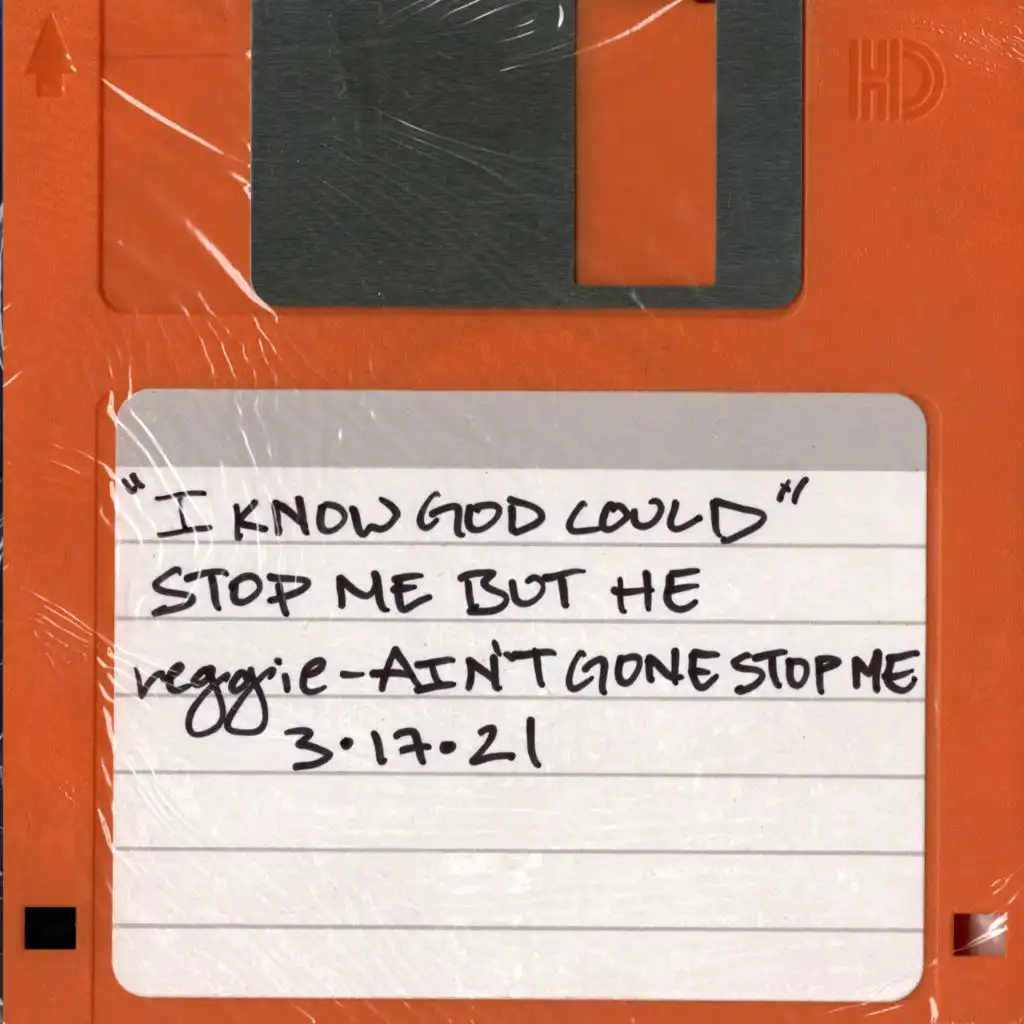 HD
"I KNOW GOD COULD"
STOP ME BUT HE
reggie-AIN'T GONE STOP ME
3.17.21